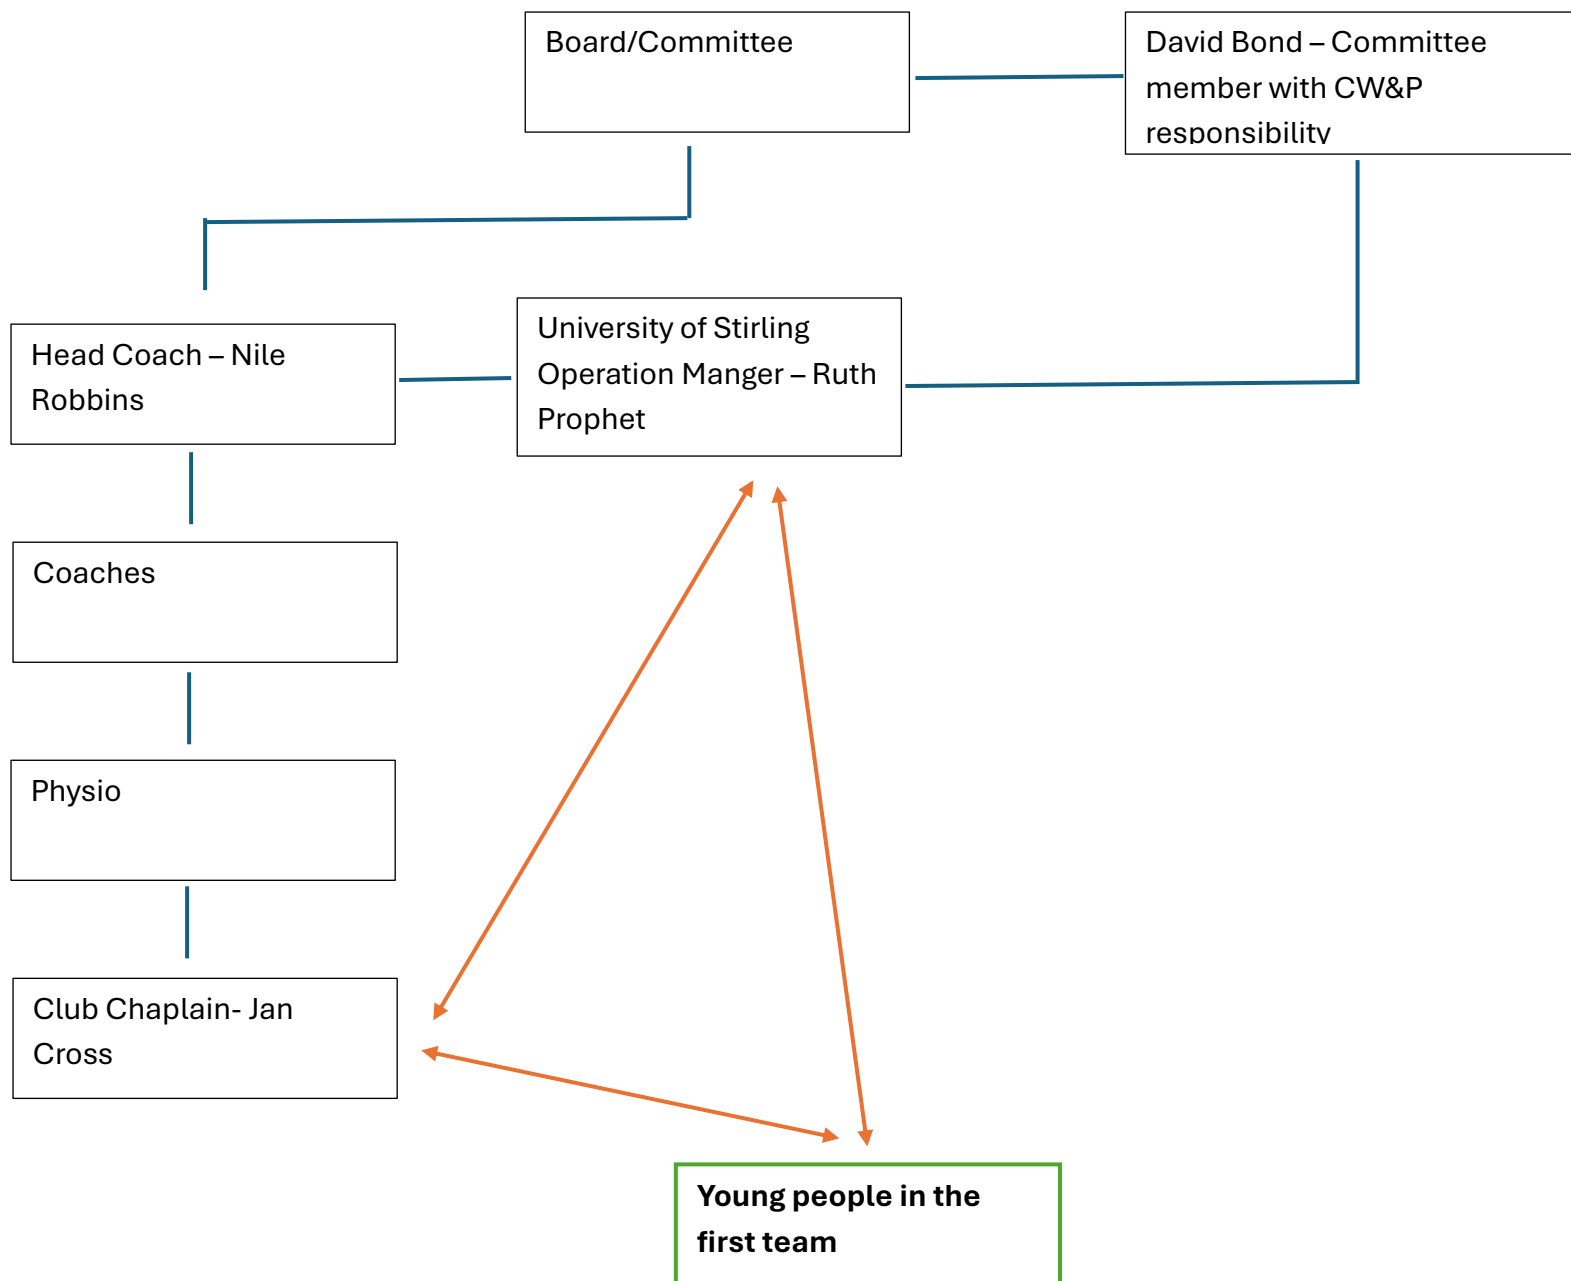 Board/Committee
David Bond – Committee
member with CW&P
responsibility
Head Coach – Nile
Robbins
University of Stirling
Operation Manger – Ruth
Prophet
Coaches
Physio
Club Chaplain- Jan
Cross
Young people in the
first team